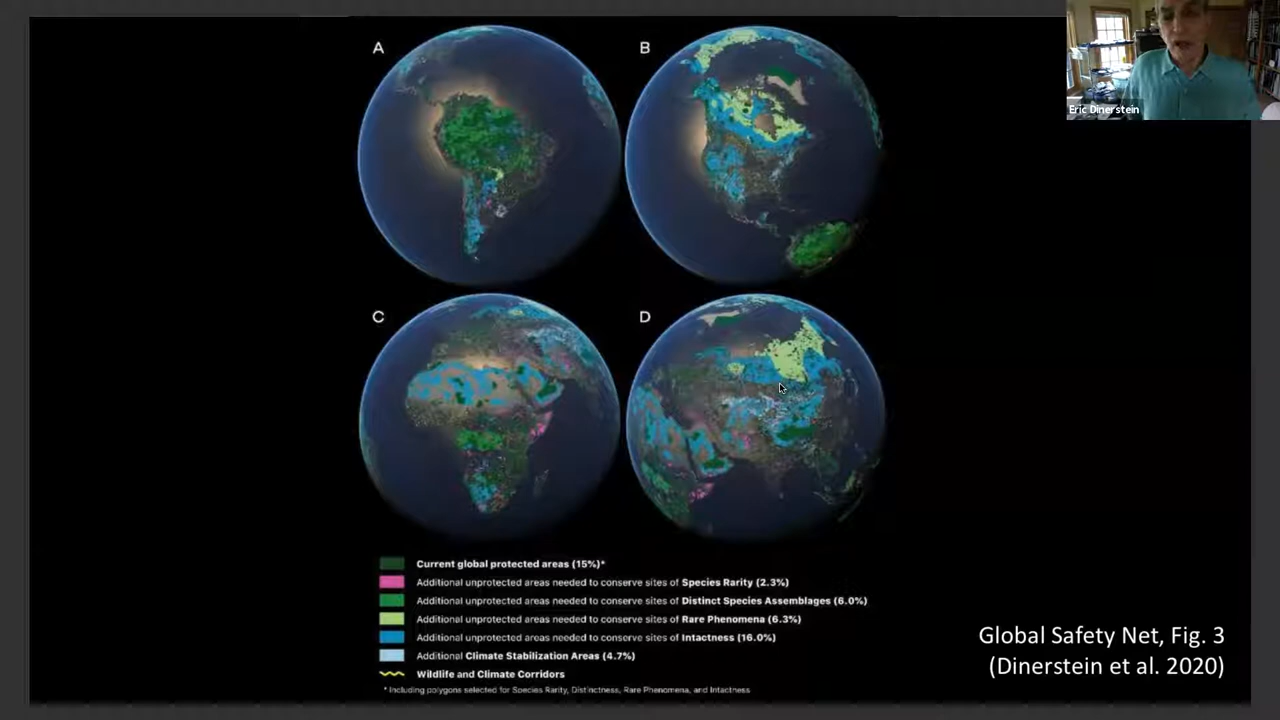 A
B
Eric Dinerstein
C
D
Current global protected areas (15%)*
Additional unprotected areas needed to conserve sites of Species Rarity (2.3%)
Additional unprotected areas needed to conserve sites of Distinct Species Assemblages (6.0%)
Additional unprotected areas needed to conserve sites of Rare Phenomena (6.3%)
Additional unprotected areas needed to conserve sites of Intactness (16.0%)
Additional Climate Stabilization Areas (4.7%)
Wildlife and Climate Corridors
* Including polygons selected for Species Rarity, Distinctness, Rare Phenomena, and Intactness
Global Safety Net, Fig. 3
(Dinerstein et al. 2020)